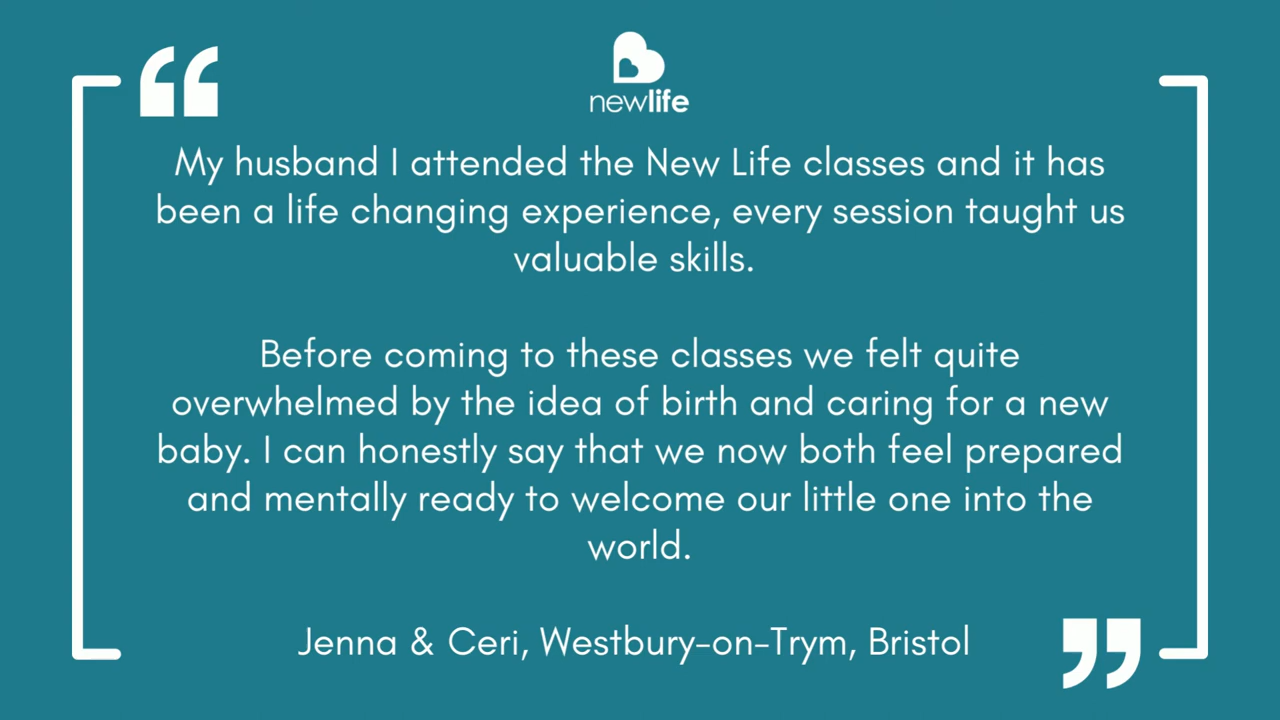 newlife
My husband I attended the New Life classes and it has
been a life changing experience, every session taught us
valuable skills.
Before coming to these classes we felt quite
overwhelmed by the idea of birth and caring for a new
baby. I can honestly say that we now both feel prepared
and mentally ready to welcome our little one into the
world.
Jenna & Ceri, Westbury-on-Trym, Bristol